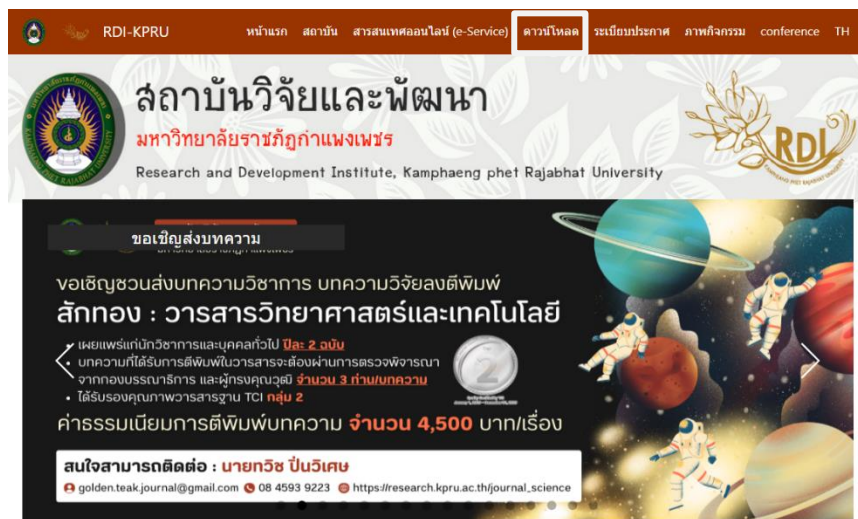 RDI-KPRU
หน้าแรก สถาบัน สารสนเทศออนไลน์ (e-Service) ดาวน์โหลด ระเบียบประกาศ ภาพกิจกรรม conference TH
สถาบันวิจัยและพัฒนา
มหาวิทยาลัยราชภัฏกำแพงเพชร
Research and Development Institute, Kamphaeng phet Rajabhat University
RDI
KAMPHAENG PHET RAJABHAT UNIVERSITY
ขอเชิญส่งบทความ
ขอเชิญชวนส่งบทความวิชาการ บทความวิจัยลงตีพิมพ์
สักทอง : วารสารวิทยาศาสตร์และเทคโนโลยี
• เผยแพร่แก่นักวิชาการและบุคคลทั่วไป ปีละ 2 ฉบับ
• บทความที่ได้รับการตีพิมพ์ในวารสารจะต้องผ่านการตรวจพิจารณา
จากกองบรรณาธิการ และผู้ทรงคุณวุฒิ จำนวน 3 ท่าน/บทความ
• ได้รับรองคุณภาพวารสารฐาน TCI กลุ่ม 2
2
ค่าธรรมเนียมการตีพิมพ์บทความ จำนวน 4,500 บาท/เรื่อง
สนใจสามารถติดต่อ : นายทวิช ปิ่นวิเศษ
golden.teak.journal@gmail.com 08 4593 9223 https://research.kpru.ac.th/journal_science